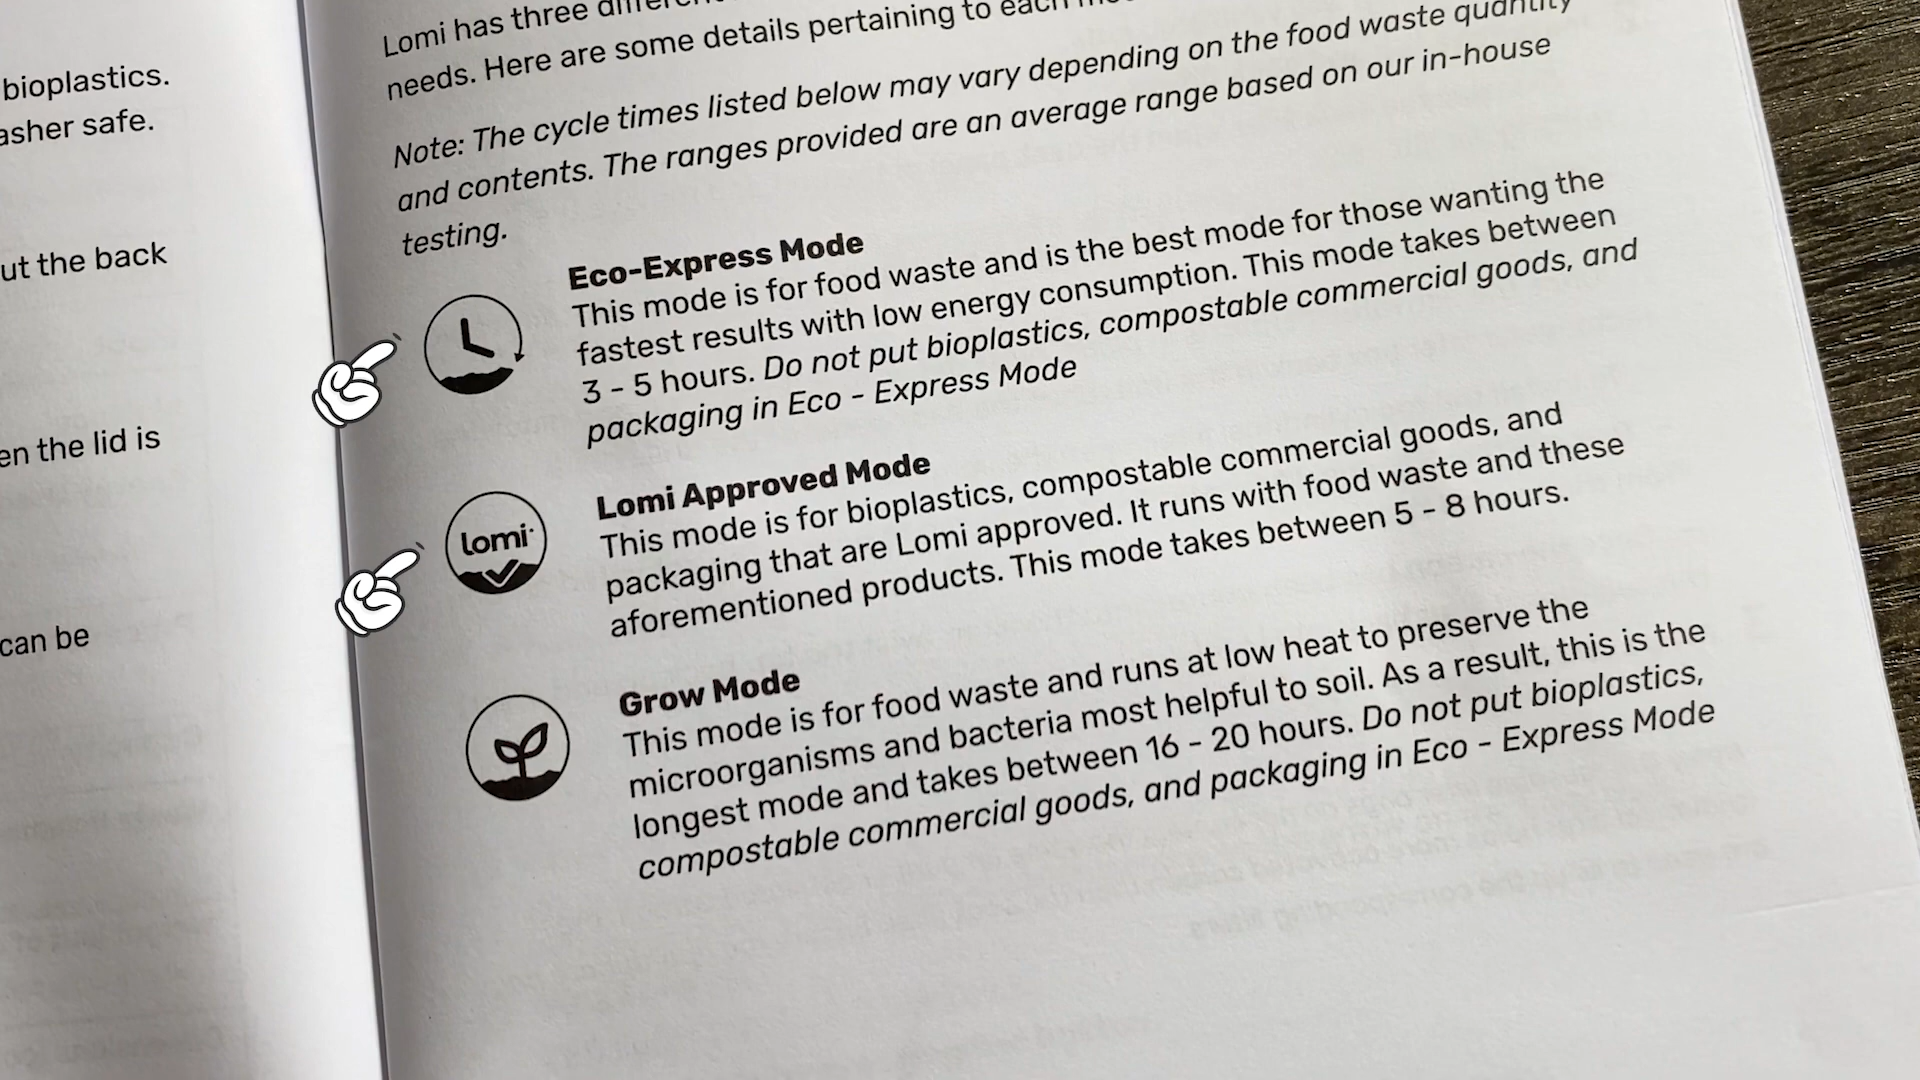 bioplastics.
asher safe.
ut the back
en the lid is
can be
Lomi has three
needs. Here are some details pertaining to each
Note: The cycle times listed below may vary depending on the food waste quantity
and contents. The ranges provided are an average range based on our in-house
testing.
Eco-Express Mode
This mode is for food waste and is the best mode for those wanting the
fastest results with low energy consumption. This mode takes between
3 - 5 hours. Do not put bioplastics, compostable commercial goods, and
packaging in Eco - Express Mode
lomi
Lomi Approved Mode
This mode is for bioplastics, compostable commercial goods, and
packaging that are Lomi approved. It runs with food waste and these
aforementioned products. This mode takes between 5 - 8 hours.
Grow Mode
This mode is for food waste and runs at low heat to preserve the
microorganisms and bacteria most helpful to soil. As a result, this is the
longest mode and takes between 16 - 20 hours. Do not put bioplastics,
compostable commercial goods, and packaging in Eco - Express Mode